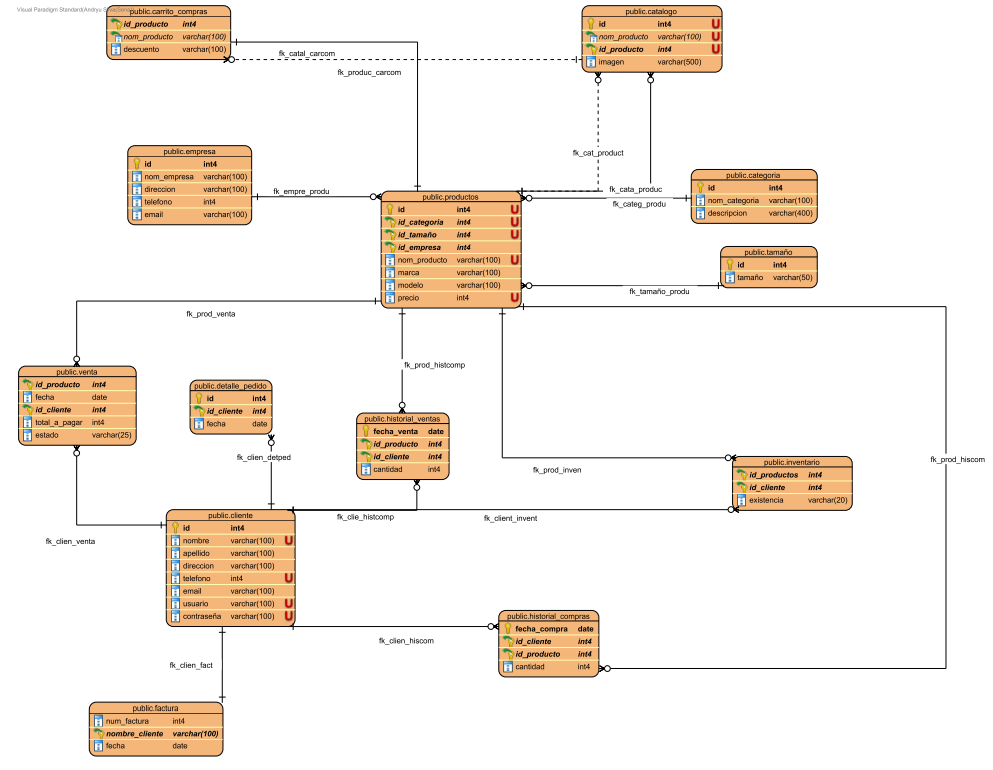 Visual Paradigm Standard(Andryu
public.carrito_compras
id_producto int4
nom_producto varchar(100)
descuento varchar(100)
public.catalogo
id int4 U
nom_producto varchar(100) U
id_producto int4 U
imagen varchar(500)
fk_catal_carcom
fk_produc_carcom
fk_cat_product
public.empresa
id int4
nom_empresa varchar(100)
direccion varchar(100)
telefono int4
email varchar(100)
fk_empre_produ
fk_cata_produc
fk_categ_produ
public.categoria
id int4
nom_categoria varchar(100)
descripcion varchar(400)
public.productos
id int4 U
id_categoria int4 U
id_tamaño int4 U
id_empresa int4
nom_producto varchar(100) U
marca varchar(100)
modelo varchar(100)
precio int4 U
public.tamaño
id int4
tamaño varchar(50)
fk_tamaño_produ
fk_prod_venta
fk_prod_histcomp
public.venta
id_producto int4
fecha date
id_cliente int4
total_a_pagar int4
estado varchar(25)
public.detalle_pedido
id int4
id_cliente int4
fecha date
public.historial_ventas
fecha_venta date
id_producto int4
id_cliente int4
cantidad int4
fk_clien_detped
fk_prod_inven
fk_prod_hiscom
public.inventario
id_productos int4
id_cliente int4
existencia varchar(20)
fk_clie_histcomp
fk_client_invent
fk_clien_venta
public.cliente
id int4
nombre varchar(100) U
apellido varchar(100)
direccion varchar(100)
telefono int4 U
email varchar(100)
usuario varchar(100) U
contraseña varchar(100) U
fk_clien_hiscom
public.historial_compras
fecha_compra date
id_cliente int4
id_producto int4
cantidad int4
fk_clien_fact
public.factura
num_factura int4
nombre_cliente varchar(100)
fecha date